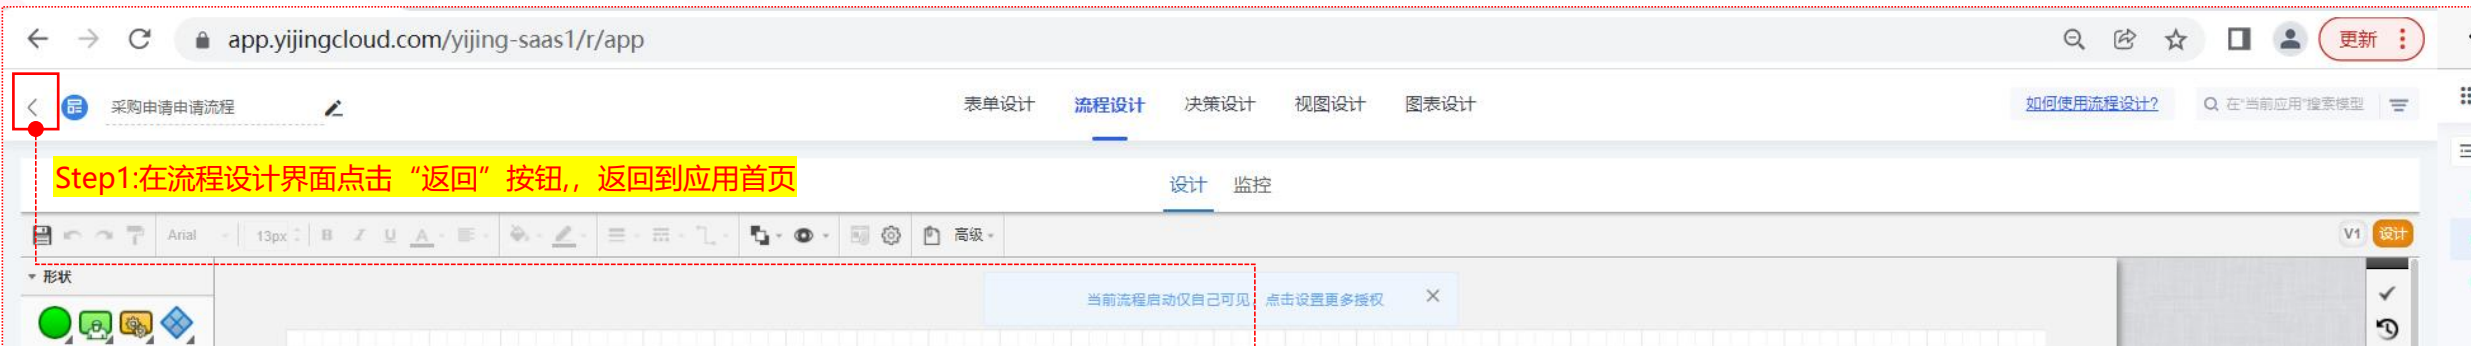 app.yijingcloud.com/yijing-saas1/r/app
更新
采购申请申请流程
表单设计 流程设计 决策设计 视图设计 图表设计
如何使用流程设计?
在"当前应用"搜索模型
Step1:在流程设计界面点击“返回”按钮,，返回到应用首页
设计 监控
Arial 13px B I U A 高级 V1 设计
形状
当前流程启动仅自己可见，点击设置更多授权